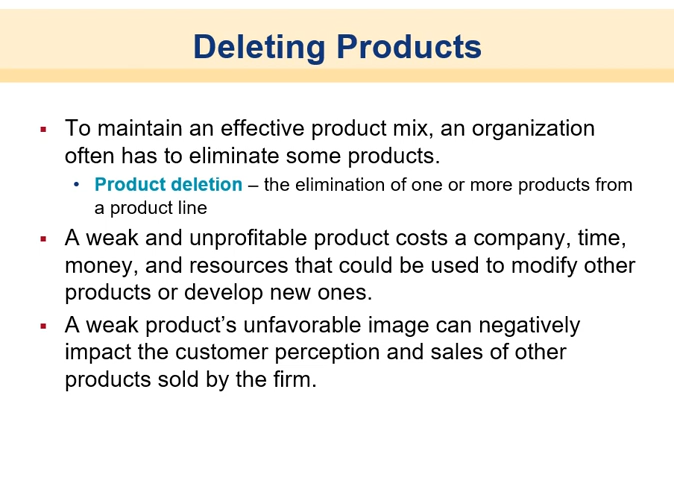 Deleting Products
▪ To maintain an effective product mix, an organization
often has to eliminate some products.
• Product deletion – the elimination of one or more products from
a product line
▪ A weak and unprofitable product costs a company, time,
money, and resources that could be used to modify other
products or develop new ones.
▪ A weak product’s unfavorable image can negatively
impact the customer perception and sales of other
products sold by the firm.